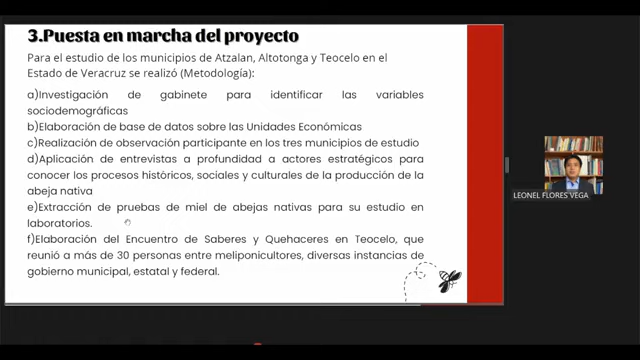 3.Puesta en marcha del proyecto
Para el estudio de los municipios de Atzalan, Altotonga y Teocelo en el
Estado de Veracruz se realizó (Metodología):
a)Investigación de gabinete para identificar las variables
sociodemográficas
b)Elaboración de base de datos sobre las Unidades Económicas
c)Realización de observación participante en los tres municipios de estudio
d)Aplicación de entrevistas a profundidad a actores estratégicos para
conocer los procesos históricos, sociales y culturales de la producción de la
abeja nativa
e)Extracción de pruebas de miel de abejas nativas para su estudio en
laboratorios.
f)Elaboración del Encuentro de Saberes y Quehaceres en Teocelo, que
reunió a más de 30 personas entre meliponicultores, diversas instancias de
gobierno municipal, estatal y federal.
LEONEL FLORES VEGA